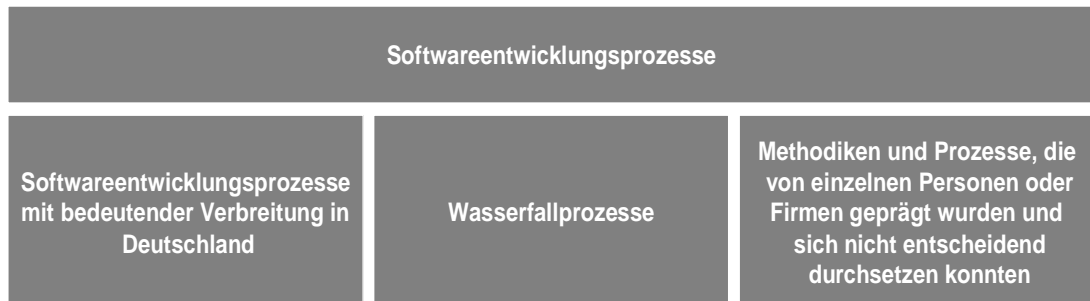 Softwareentwicklungsprozesse
Softwareentwicklungsprozesse
mit bedeutender Verbreitung in
Deutschland
Wasserfallprozesse
Methodiken und Prozesse, die
von einzelnen Personen oder
Firmen geprägt wurden und
sich nicht entscheidend
durchsetzen konnten